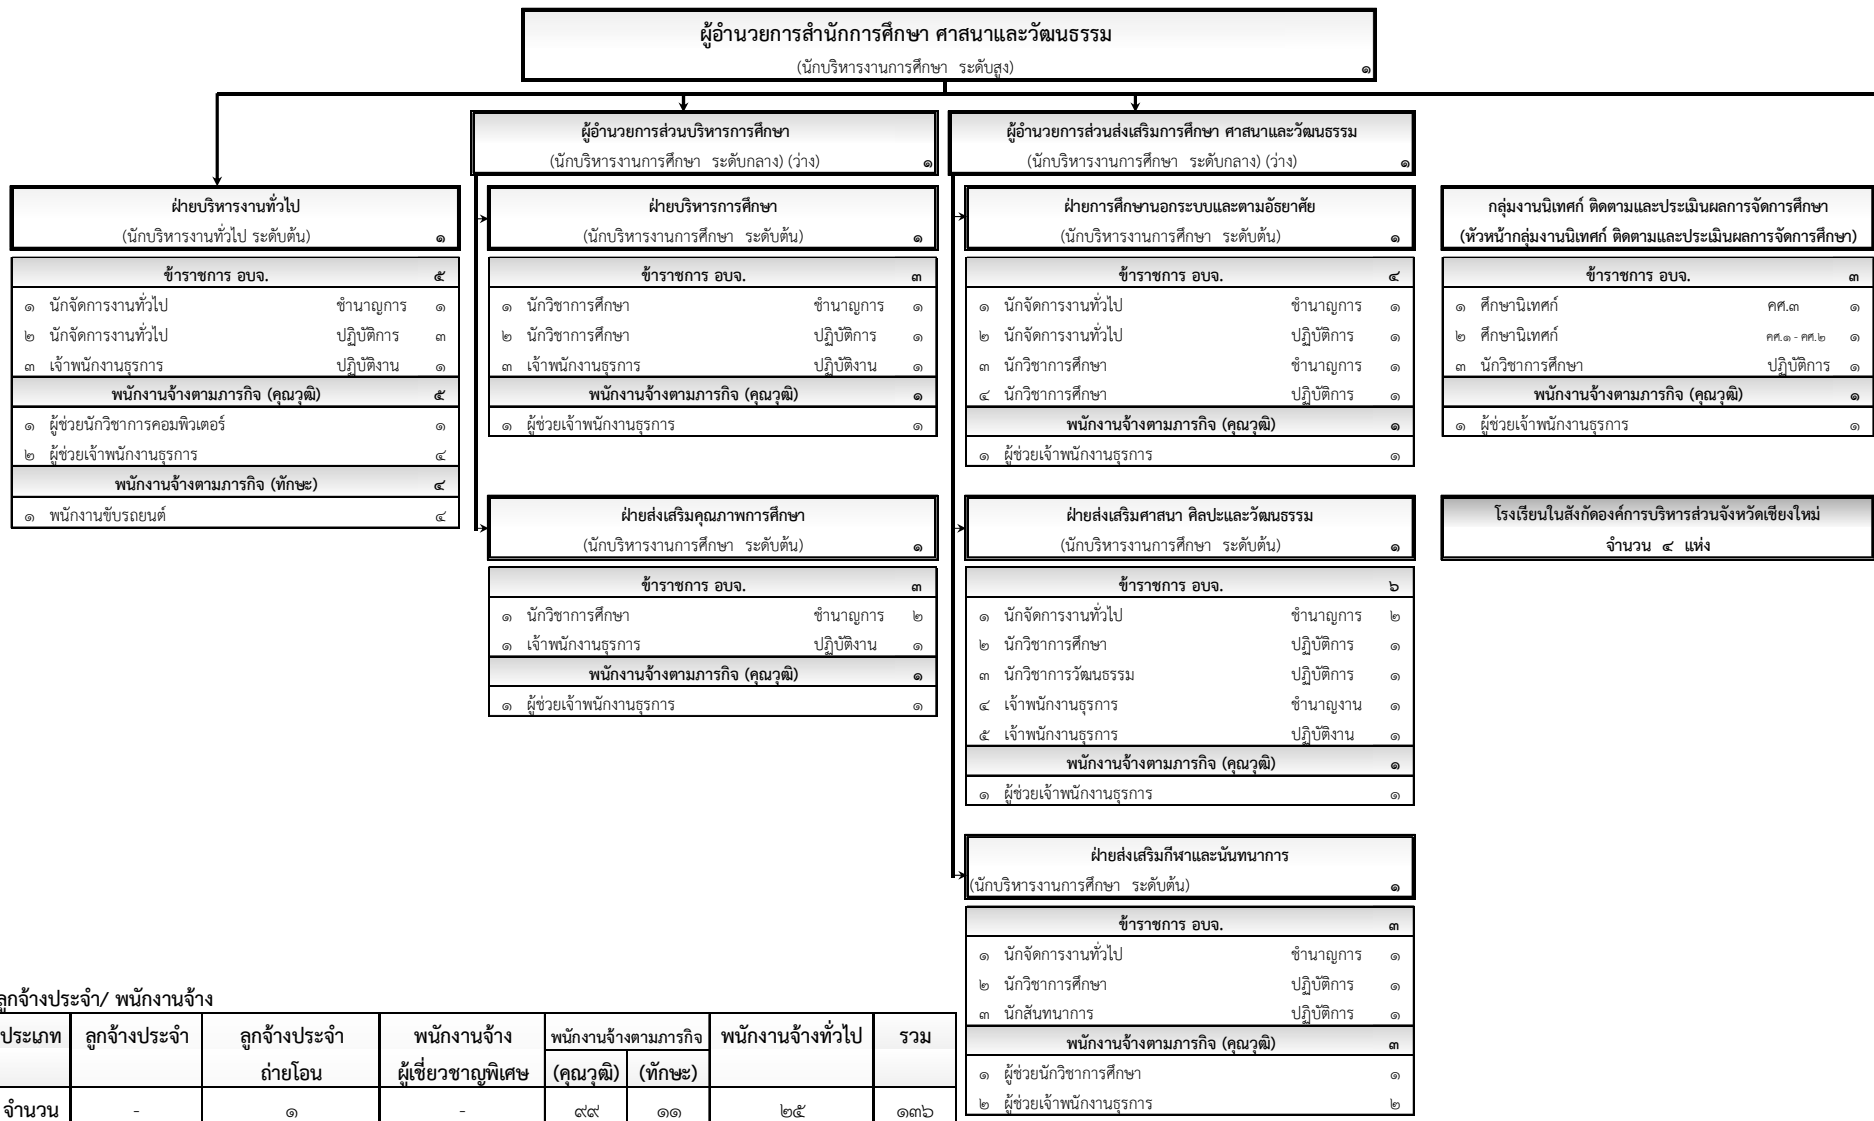 ผู้อำนวยการสำนักการศึกษา ศาสนาและวัฒนธรรม
(นักบริหารงานการศึกษา ระดับสูง) ๑
ผู้อำนวยการส่วนบริหารการศึกษา
(นักบริหารงานการศึกษา ระดับกลาง) (ว่าง) ๑
ผู้อำนวยการส่วนส่งเสริมการศึกษา ศาสนาและวัฒนธรรม
(นักบริหารงานการศึกษา ระดับกลาง) (ว่าง) ๑
ฝ่ายบริหารงานทั่วไป
(นักบริหารงานทั่วไป ระดับต้น) ๑
ข้าราชการ อบจ. ๕
๑ นักจัดการงานทั่วไป ชำนาญการ ๑
๒ นักจัดการงานทั่วไป ปฏิบัติการ ๓
๓ เจ้าพนักงานธุรการ ปฏิบัติงาน ๑
พนักงานจ้างตามภารกิจ (คุณวุฒิ) ๕
๑ ผู้ช่วยนักวิชาการคอมพิวเตอร์ ๑
๒ ผู้ช่วยเจ้าพนักงานธุรการ ๔
พนักงานจ้างตามภารกิจ (ทักษะ) ๔
๑ พนักงานขับรถยนต์ ๔
ฝ่ายบริหารการศึกษา
(นักบริหารงานการศึกษา ระดับต้น) ๑
ข้าราชการ อบจ. ๓
๑ นักวิชาการศึกษา ชำนาญการ ๑
๒ นักวิชาการศึกษา ปฏิบัติการ ๑
๓ เจ้าพนักงานธุรการ ปฏิบัติงาน ๑
พนักงานจ้างตามภารกิจ (คุณวุฒิ) ๑
๑ ผู้ช่วยเจ้าพนักงานธุรการ ๑
ฝ่ายส่งเสริมคุณภาพการศึกษา
(นักบริหารงานการศึกษา ระดับต้น) ๑
ข้าราชการ อบจ. ๓
๑ นักวิชาการศึกษา ชำนาญการ ๒
๑ เจ้าพนักงานธุรการ ปฏิบัติงาน ๑
พนักงานจ้างตามภารกิจ (คุณวุฒิ) ๑
๑ ผู้ช่วยเจ้าพนักงานธุรการ ๑
ฝ่ายการศึกษานอกระบบและตามอัธยาศัย
(นักบริหารงานการศึกษา ระดับต้น) ๑
ข้าราชการ อบจ. ๔
๑ นักจัดการงานทั่วไป ชำนาญการ ๑
๒ นักจัดการงานทั่วไป ปฏิบัติการ ๑
๓ นักวิชาการศึกษา ชำนาญการ ๑
๔ นักวิชาการศึกษา ปฏิบัติการ ๑
พนักงานจ้างตามภารกิจ (คุณวุฒิ) ๑
๑ ผู้ช่วยเจ้าพนักงานธุรการ ๑
ฝ่ายส่งเสริมศาสนา ศิลปะและวัฒนธรรม
(นักบริหารงานการศึกษา ระดับต้น) ๑
ข้าราชการ อบจ. ๖
๑ นักจัดการงานทั่วไป ชำนาญการ ๒
๒ นักวิชาการศึกษา ปฏิบัติการ ๑
๓ นักวิชาการวัฒนธรรม ปฏิบัติการ ๑
๔ เจ้าพนักงานธุรการ ชำนาญงาน ๑
๕ เจ้าพนักงานธุรการ ปฏิบัติงาน ๑
พนักงานจ้างตามภารกิจ (คุณวุฒิ) ๑
๑ ผู้ช่วยเจ้าพนักงานธุรการ ๑
ฝ่ายส่งเสริมกีฬาและนันทนาการ
(นักบริหารงานการศึกษา ระดับต้น) ๑
ข้าราชการ อบจ. ๓
๑ นักจัดการงานทั่วไป ชำนาญการ ๑
๒ นักวิชาการศึกษา ปฏิบัติการ ๑
๓ นักสันทนาการ ปฏิบัติการ ๑
พนักงานจ้างตามภารกิจ (คุณวุฒิ) ๓
๑ ผู้ช่วยนักวิชาการศึกษา ๑
๒ ผู้ช่วยเจ้าพนักงานธุรการ ๒
กลุ่มงานนิเทศก์ ติดตามและประเมินผลการจัดการศึกษา
(หัวหน้ากลุ่มงานนิเทศก์ ติดตามและประเมินผลการจัดการศึกษา)
ข้าราชการ อบจ. ๓
๑ ศึกษานิเทศก์ คศ.๓ ๑
๒ ศึกษานิเทศก์ คศ.๑ - คศ.๒ ๑
๓ นักวิชาการศึกษา ปฏิบัติการ ๑
พนักงานจ้างตามภารกิจ (คุณวุฒิ) ๑
๑ ผู้ช่วยเจ้าพนักงานธุรการ ๑
โรงเรียนในสังกัดองค์การบริหารส่วนจังหวัดเชียงใหม่
จำนวน ๔ แห่ง
ลูกจ้างประจำ/ พนักงานจ้าง
ประเภท ลูกจ้างประจำ ลูกจ้างประจำ พนักงานจ้าง พนักงานจ้างตามภารกิจ พนักงานจ้างทั่วไป รวม
ถ่ายโอน ผู้เชี่ยวชาญพิเศษ (คุณวุฒิ) (ทักษะ)
จำนวน - ๑ - ๙๙ ๑๑ ๒๕ ๑๓๖